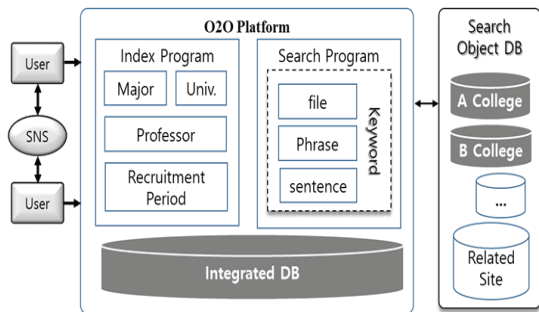 O2O Platform
User
SNS
User
Index Program
Major
Univ.
Professor
Recruitment
Period
Search Program
file
Phrase
sentence
Keyword
Integrated DB
Search
Object DB
A College
B College
...
Related
Site